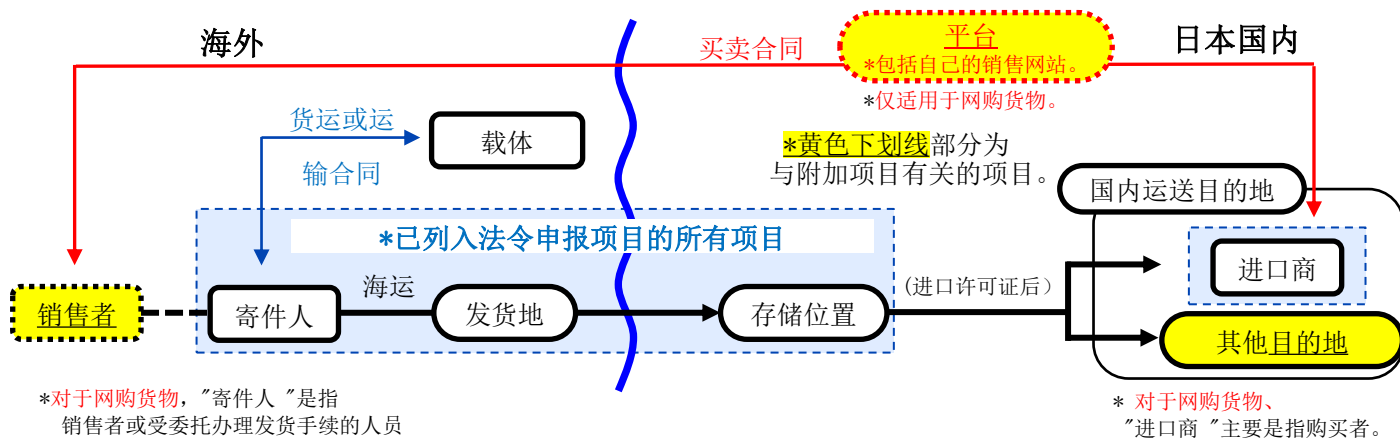 海外
买卖合同
平台
*包括自己的销售网站。
日本国内
*仅适用于网购货物。
货运或运
输合同
载体
*黄色下划线部分为
与附加项目有关的项目。
国内运送目的地
*已列入法令申报项目的所有项目
进口商
销售者
寄件人
海运
发货地
存储位置
(进口许可证后)
其他目的地
*对于网购货物，"寄件人 "是指
销售者或受委托办理发货手续的人员
* 对于网购货物、
"进口商 "主要是指购买者。